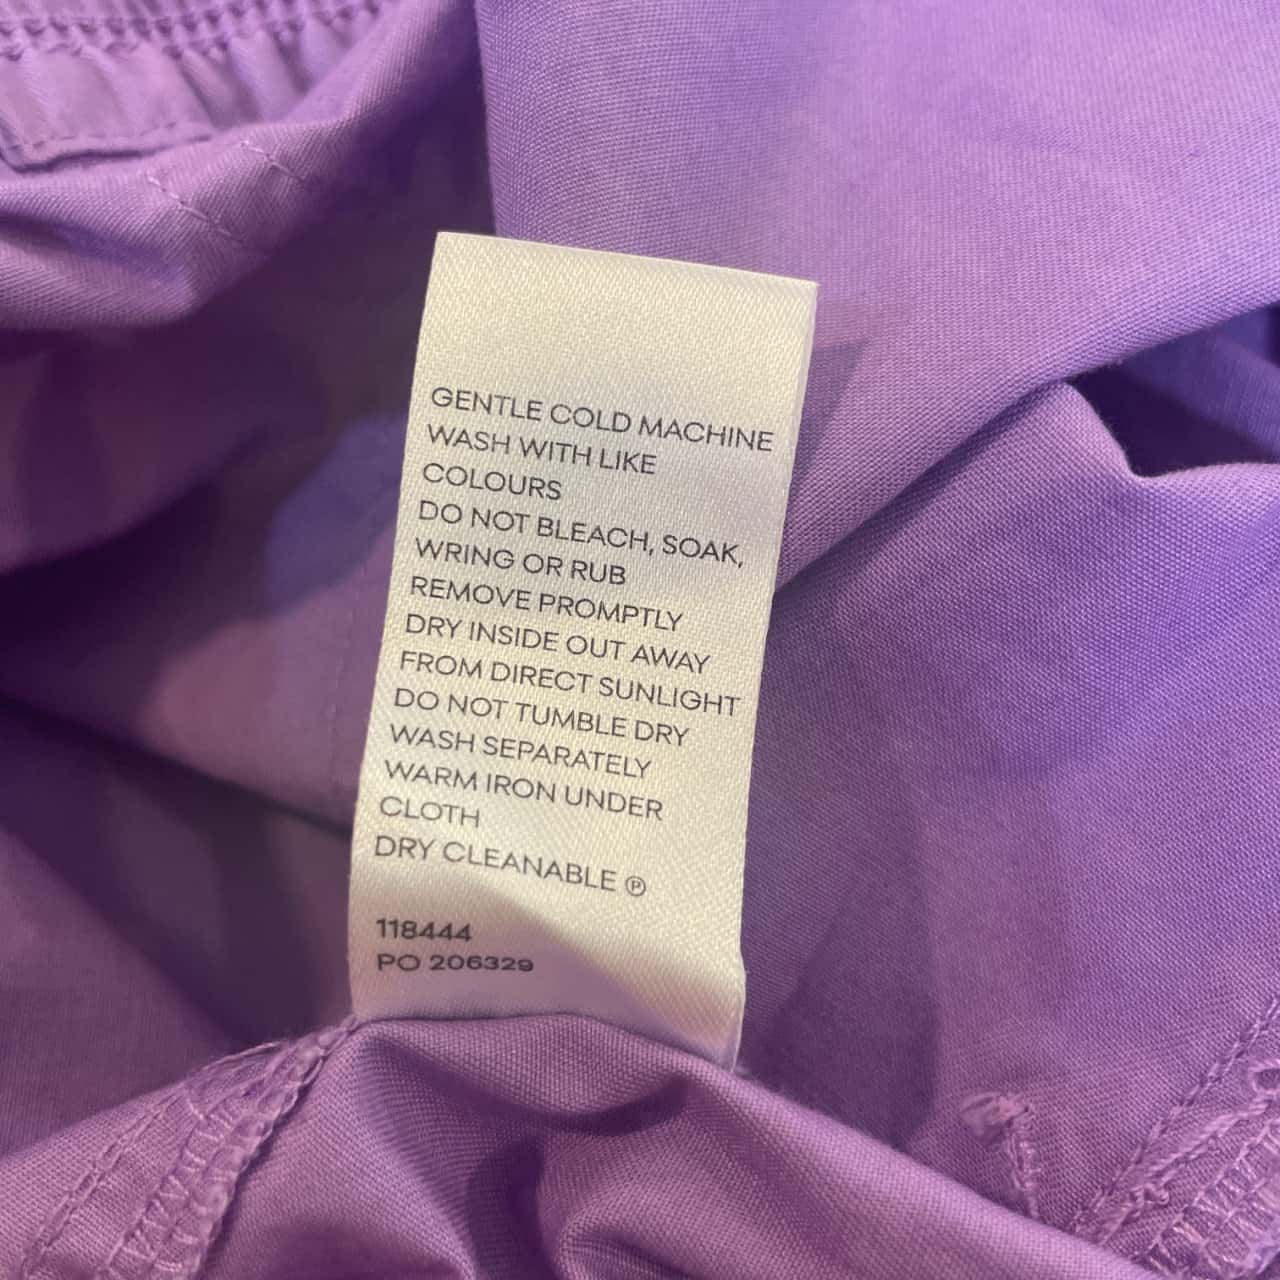 GENTLE COLD MACHINE
WASH WITH LIKE
COLOURS
DO NOT BLEACH, SOAK,
WRING OR RUB
REMOVE PROMPTLY
DRY INSIDE OUT AWAY
FROM DIRECT SUNLIGHT
DO NOT TUMBLE DRY
WASH SEPARATELY
WARM IRON UNDER
CLOTH
DRY CLEANABLE Ⓟ
118444
PO 206329